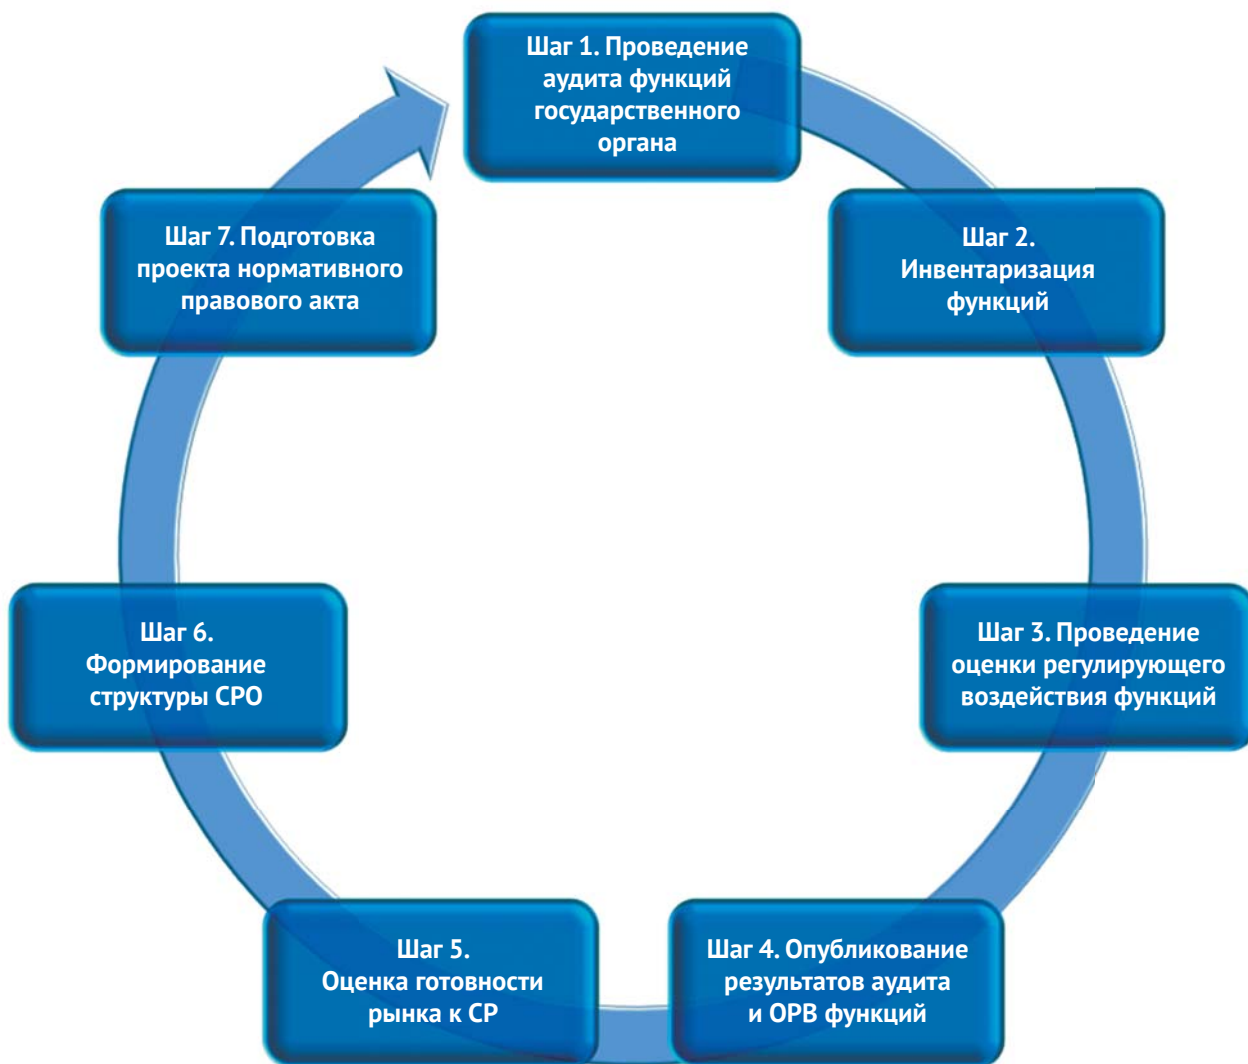 Шаг 1. Проведение
аудита функций
государственного
органа
Шаг 2.
Инвентаризация
функций
Шаг 3. Проведение
оценки регулирующего
воздействия функций
Шаг 4. Опубликование
результатов аудита
и ОРВ функций
Шаг 5.
Оценка готовности
рынка к СР
Шаг 6.
Формирование
структуры СРО
Шаг 7. Подготовка
проекта нормативного
правового акта